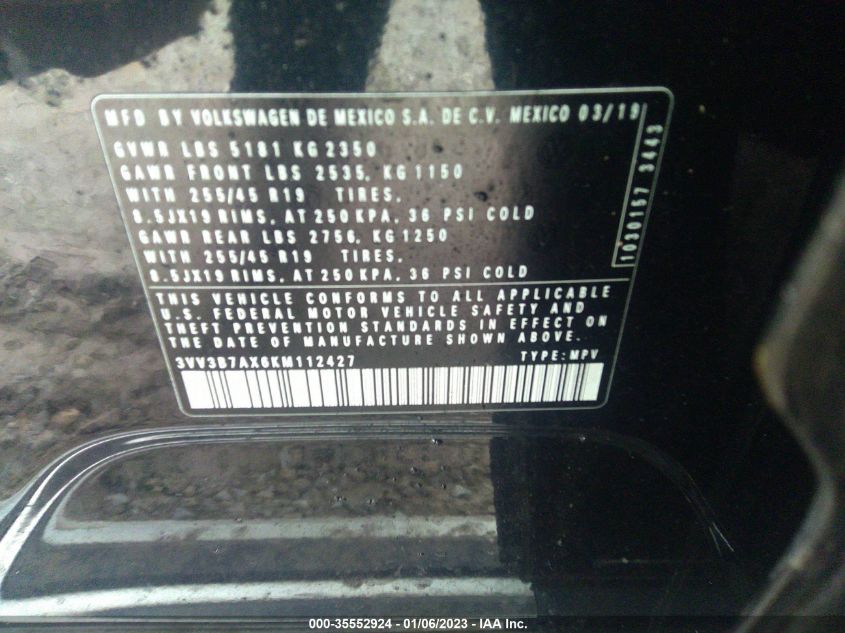 MFD BY VOLKSWAGEN DE MEXICO S.A. DE C.V. MEXICO 03/19
GVWR LBS 5181 KG 2350
GAWR FRONT LBS 2535, KG 1150
WITH 255/45 R19 TIRES,
8.5JX19 RIMS, AT 250 KPA, 36 PSI COLD
GAWR REAR LBS 2756, KG 1250
WITH 255/45 R19 TIRES,
8.5JX19 RIMS, AT 250 KPA, 36 PSI COLD
1030157 3443
THIS VEHICLE CONFORMS TO ALL APPLICABLE
U.S. FEDERAL MOTOR VEHICLE SAFETY AND
THEFT PREVENTION STANDARDS IN EFFECT ON
THE DATE OF MANUFACTURE SHOWN ABOVE.
3VV3B7AX6KM112427 TYPE: MPV
000-35552924 - 01/06/2023 - IAA Inc.